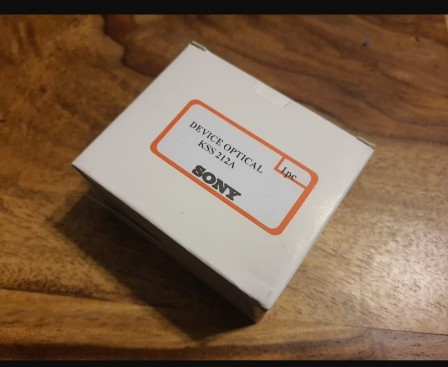 DEVICE OPTICAL
KSS 212A
1pc
SONY